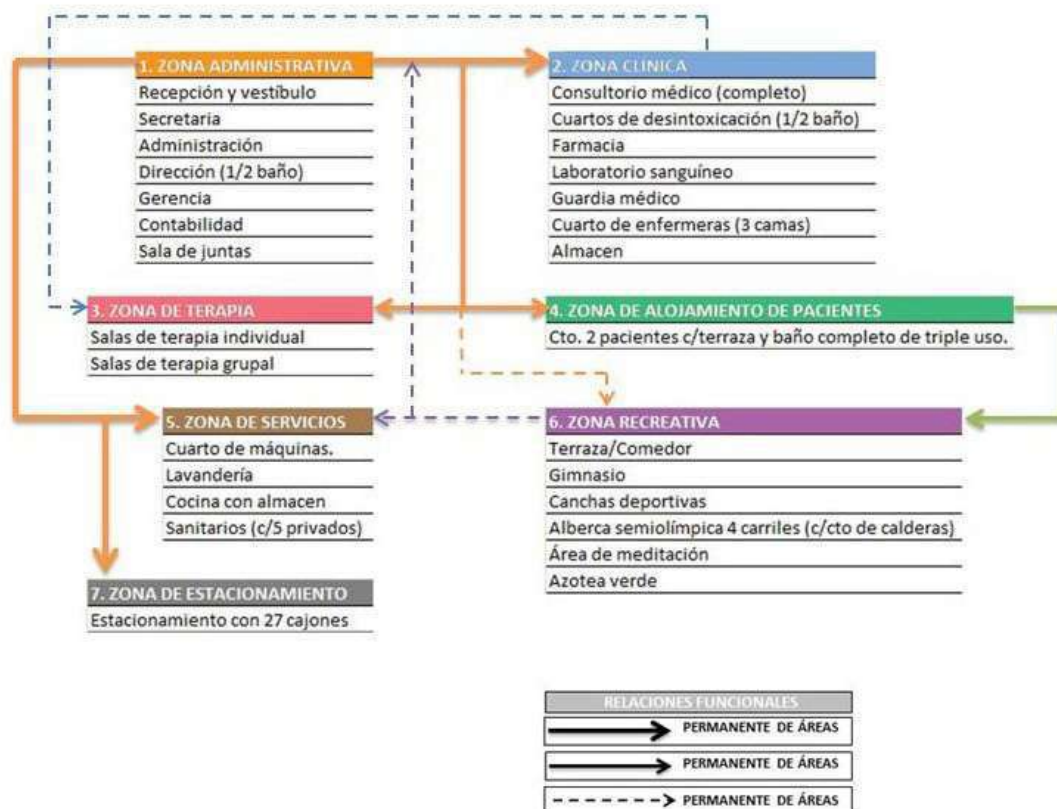 1. ZONA ADMINISTRATIVA
Recepción y vestíbulo
Secretaria
Administración
Dirección (1/2 baño)
Gerencia
Contabilidad
Sala de juntas
2. ZONA CLINICA
Consultorio médico (completo)
Cuartos de desintoxicación (1/2 baño)
Farmacia
Laboratorio sanguíneo
Guardia médico
Cuarto de enfermeras (3 camas)
Almacen
3. ZONA DE TERAPIA
Salas de terapia individual
Salas de terapia grupal
4. ZONA DE ALOJAMIENTO DE PACIENTES
Cto. 2 pacientes c/terraza y baño completo de triple uso.
5. ZONA DE SERVICIOS
Cuarto de máquinas.
Lavandería
Cocina con almacen
Sanitarios (c/5 privados)
6. ZONA RECREATIVA
Terraza/Comedor
Gimnasio
Canchas deportivas
Alberca semiolímpica 4 carriles (c/cto de calderas)
Área de meditación
Azotea verde
7. ZONA DE ESTACIONAMIENTO
Estacionamiento con 27 cajones
RELACIONES FUNCIONALES
PERMANENTE DE ÁREAS
PERMANENTE DE ÁREAS
PERMANENTE DE ÁREAS